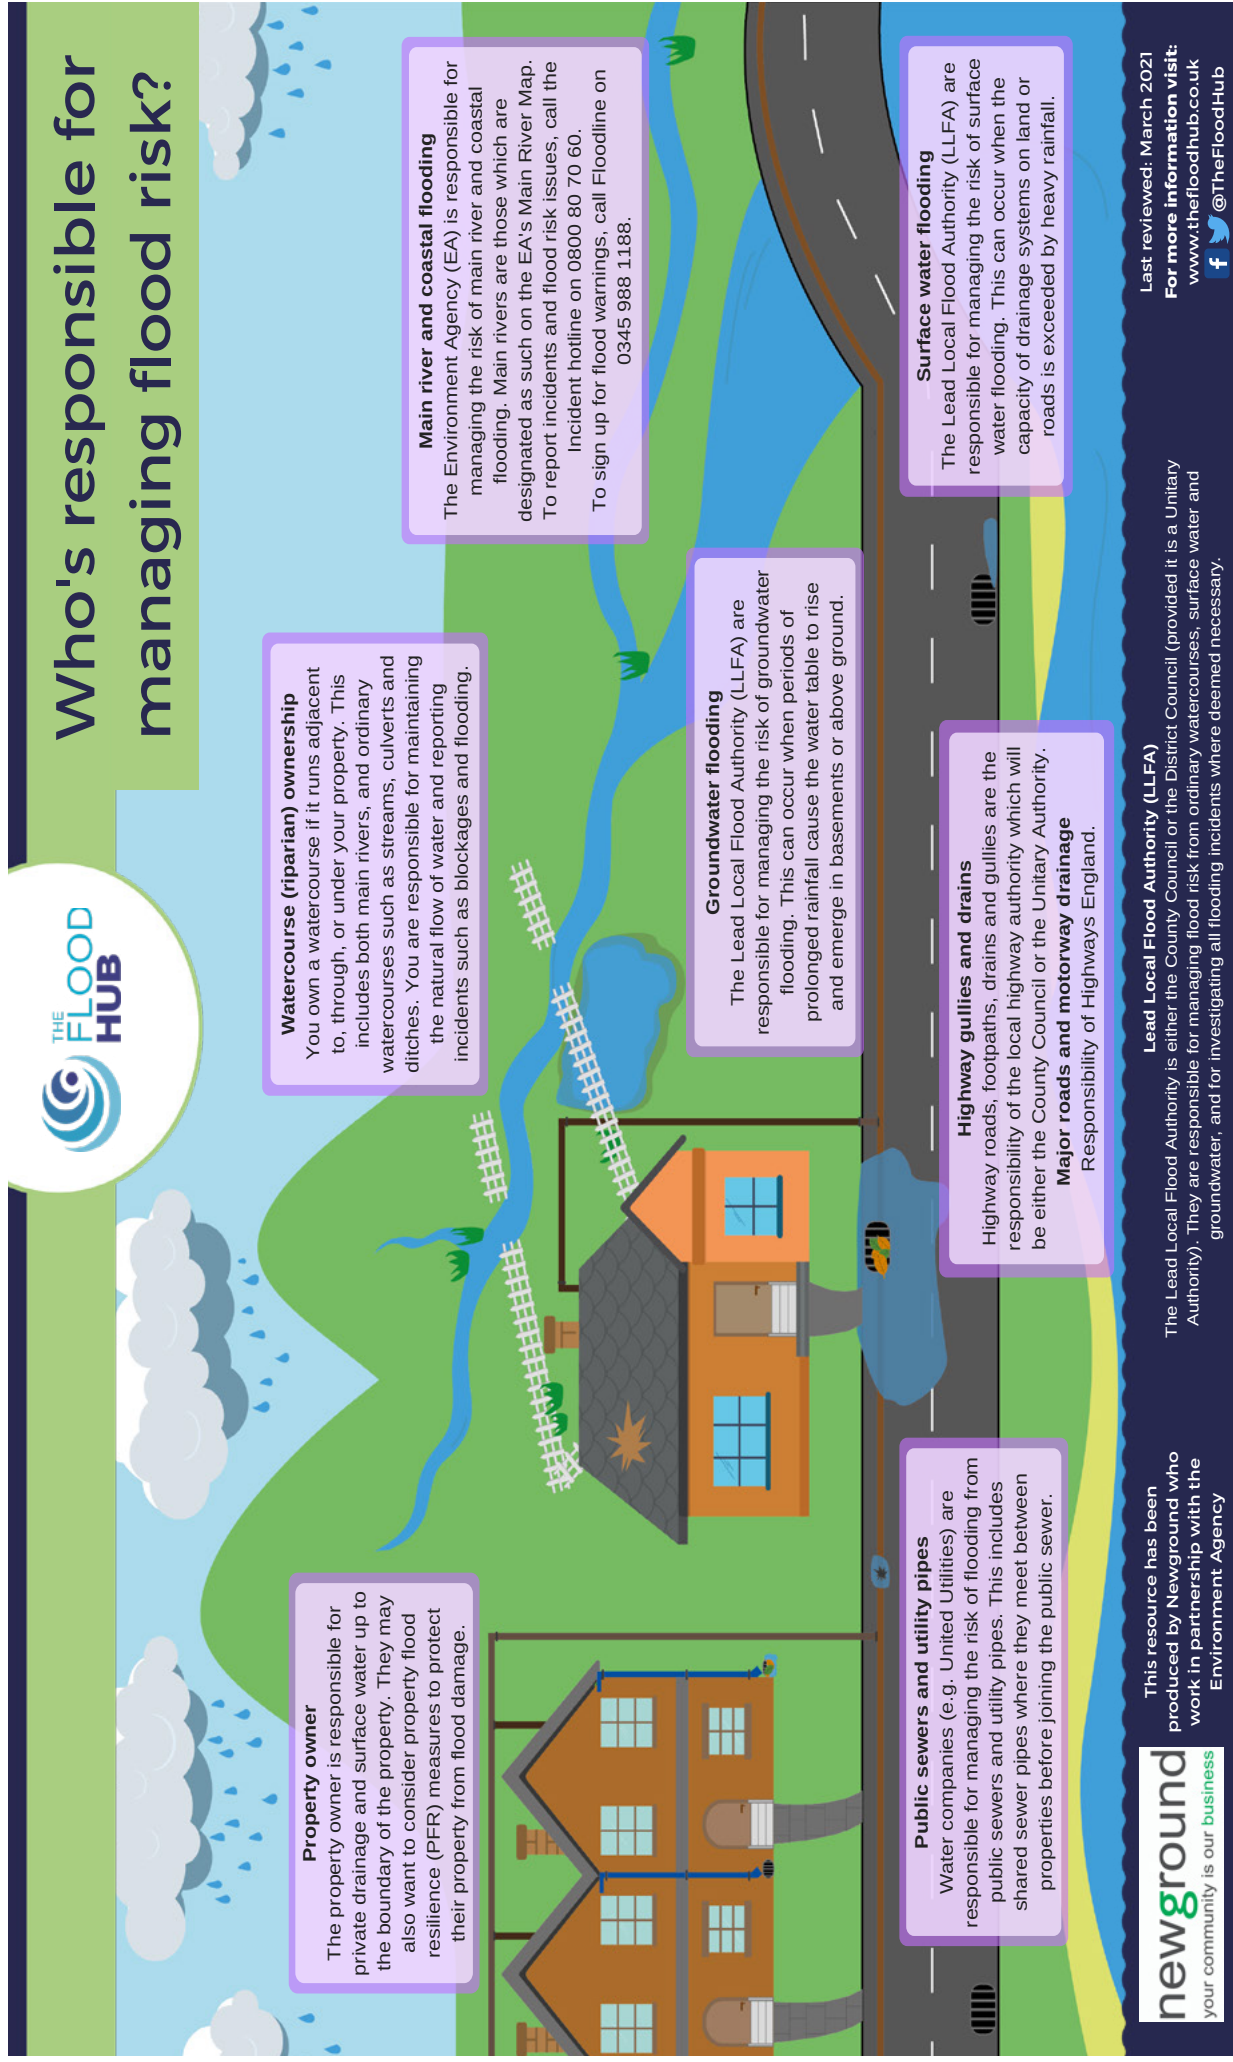 THE
FLOOD
HUB
Who's responsible for
managing flood risk?
Property owner
The property owner is responsible for
private drainage and surface water up to
the boundary of the property. They may
also want to consider property flood
resilience (PFR) measures to protect
their property from flood damage.
Watercourse (riparian) ownership
You own a watercourse if it runs adjacent
to, through, or under your property. This
includes both main rivers, and ordinary
watercourses such as streams, culverts and
ditches. You are responsible for maintaining
the natural flow of water and reporting
incidents such as blockages and flooding.
Main river and coastal flooding
The Environment Agency (EA) is responsible for
managing the risk of main river and coastal
flooding. Main rivers are those which are
designated as such on the EA's Main River Map.
To report incidents and flood risk issues, call the
Incident hotline on 0800 80 70 60.
To sign up for flood warnings, call Floodline on
0345 988 1188.
Groundwater flooding
The Lead Local Flood Authority (LLFA) are
responsible for managing the risk of groundwater
flooding. This can occur when periods of
prolonged rainfall cause the water table to rise
and emerge in basements or above ground.
Public sewers and utility pipes
Water companies (e.g. United Utilities) are
responsible for managing the risk of flooding from
public sewers and utility pipes. This includes
shared sewer pipes where they meet between
properties before joining the public sewer.
Highway gullies and drains
Highway roads, footpaths, drains and gullies are the
responsibility of the local highway authority which will
be either the County Council or the Unitary Authority.
Major roads and motorway drainage
Responsibility of Highways England.
Surface water flooding
The Lead Local Flood Authority (LLFA) are
responsible for managing the risk of surface
water flooding. This can occur when the
capacity of drainage systems on land or
roads is exceeded by heavy rainfall.
newground
your community is our business
This resource has been
produced by Newground who
work in partnership with the
Environment Agency
Lead Local Flood Authority (LLFA)
The Lead Local Flood Authority is either the County Council or the District Council (provided it is a Unitary
Authority). They are responsible for managing flood risk from ordinary watercourses, surface water and
groundwater, and for investigating all flooding incidents where deemed necessary.
Last reviewed: March 2021
For more information visit:
www.thefloodhub.co.uk
f @TheFloodHub